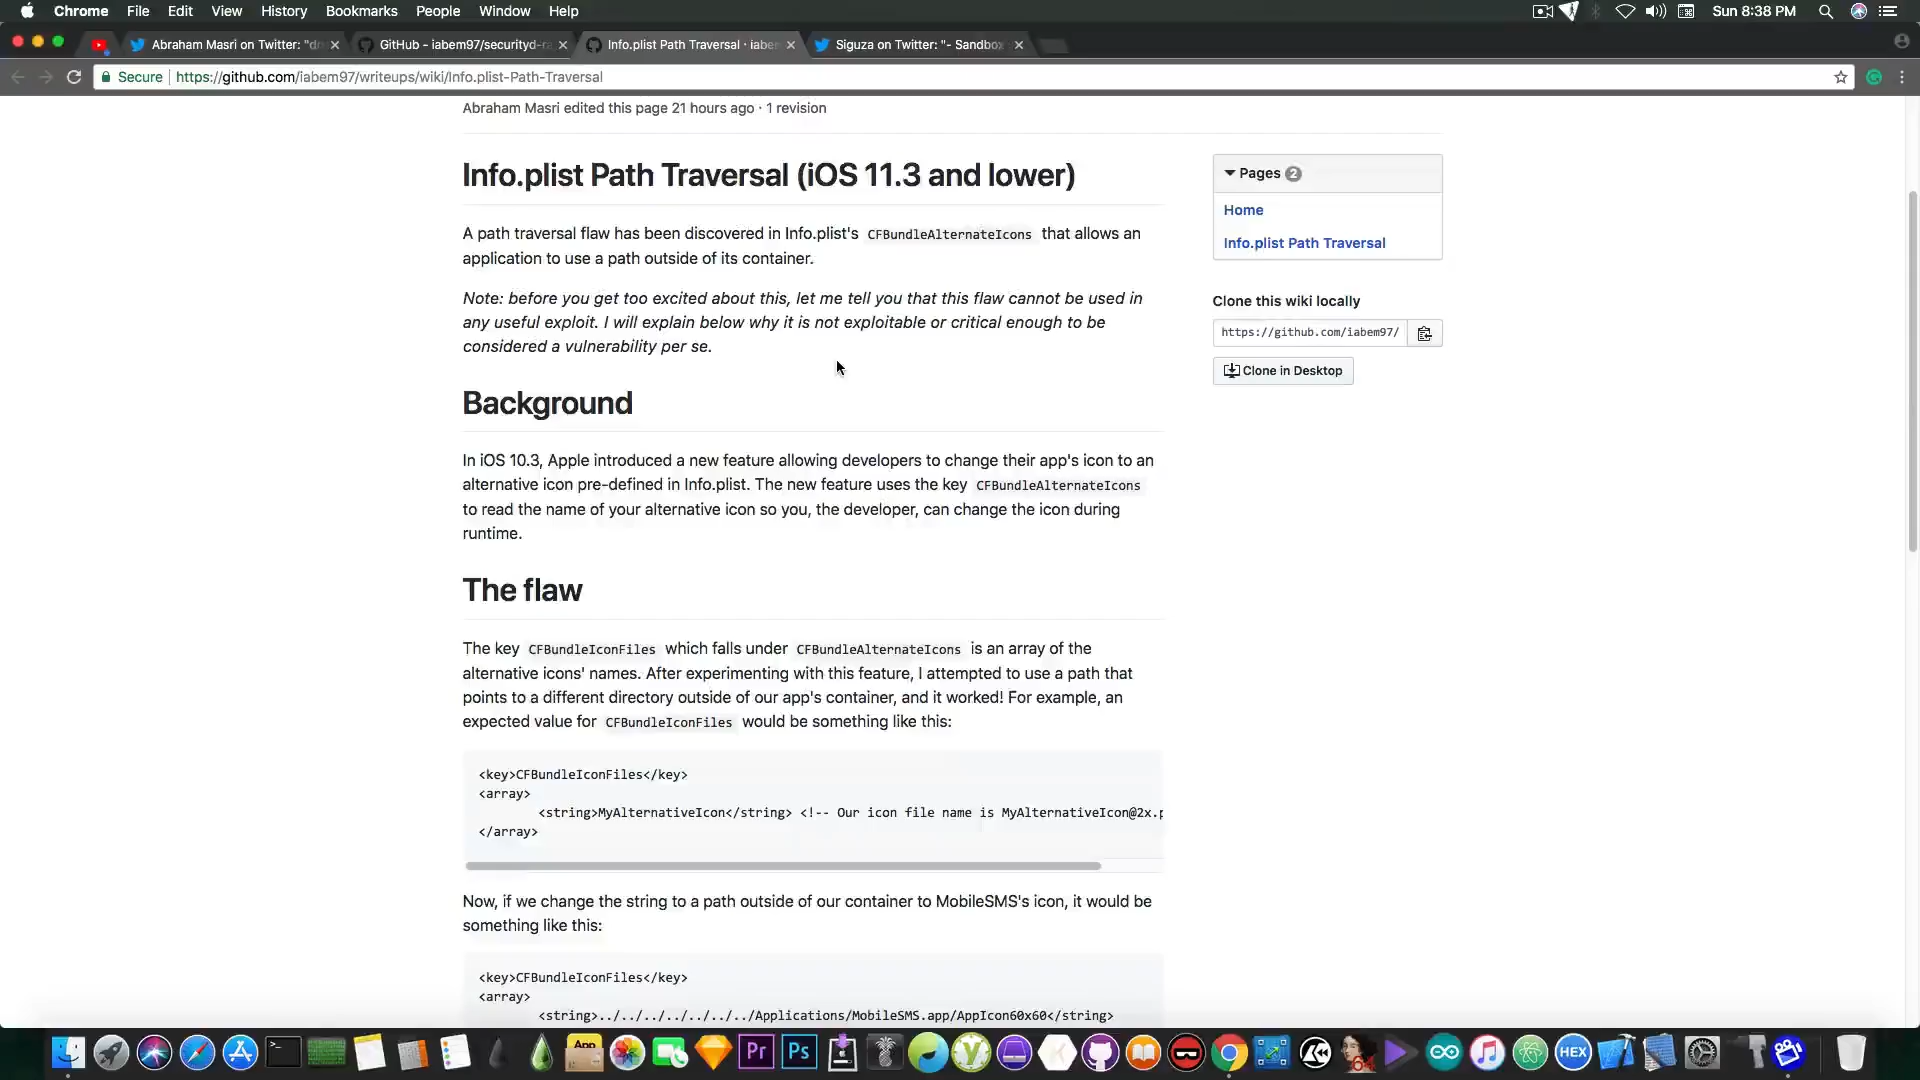 Chrome File Edit View History Bookmarks People Window Help
Sun 8:38 PM
Abraham Masri on Twitter: "dr
GitHub - iabem97/securityd-ra
Info.plist Path Traversal · iabem
Siguza on Twitter: "- Sandbox
Secure https://github.com/iabem97/writeups/wiki/Info.plist-Path-Traversal
Abraham Masri edited this page 21 hours ago · 1 revision
Info.plist Path Traversal (iOS 11.3 and lower)
A path traversal flaw has been discovered in Info.plist's CFBundleAlternateIcons that allows an
application to use a path outside of its container.
Note: before you get too excited about this, let me tell you that this flaw cannot be used in
any useful exploit. I will explain below why it is not exploitable or critical enough to be
considered a vulnerability per se.
Background
In iOS 10.3, Apple introduced a new feature allowing developers to change their app's icon to an
alternative icon pre-defined in Info.plist. The new feature uses the key CFBundleAlternateIcons
to read the name of your alternative icon so you, the developer, can change the icon during
runtime.
The flaw
The key CFBundleIconFiles which falls under CFBundleAlternateIcons is an array of the
alternative icons' names. After experimenting with this feature, I attempted to use a path that
points to a different directory outside of our app's container, and it worked! For example, an
expected value for CFBundleIconFiles would be something like this:
<key>CFBundleIconFiles</key>
<array>
<string>MyAlternativeIcon</string> <!-- Our icon file name is MyAlternativeIcon@2x.p
</array>
Now, if we change the string to a path outside of our container to MobileSMS's icon, it would be
something like this:
<key>CFBundleIconFiles</key>
<array>
<string>../../../../../../../Applications/MobileSMS.app/AppIcon60x60</string>
Pages 2
Home
Info.plist Path Traversal
Clone this wiki locally
https://github.com/iabem97/
Clone in Desktop
App
Pr
Ps
HEX